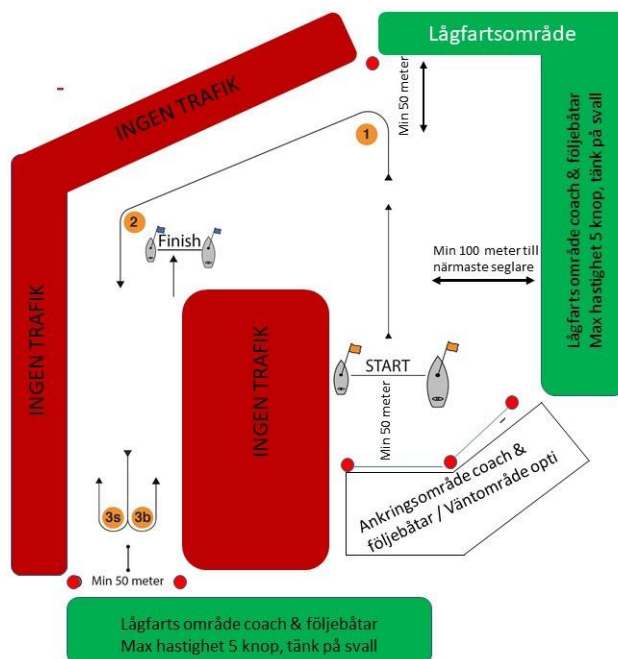 Lågfartsområde
INGEN TRAFIK
Min 50 meter
1
2
Finish
Min 100 meter till
närmaste seglare
Lågfarts område coach & följebåtar
Max hastighet 5 knop, tänk på svall
INGEN TRAFIK
INGEN TRAFIK
START
Min 50 meter
Ankringsområde coach &
följebåtar / Väntområde opti
3s
3b
Min 50 meter
Lågfarts område coach & följebåtar
Max hastighet 5 knop, tänk på svall